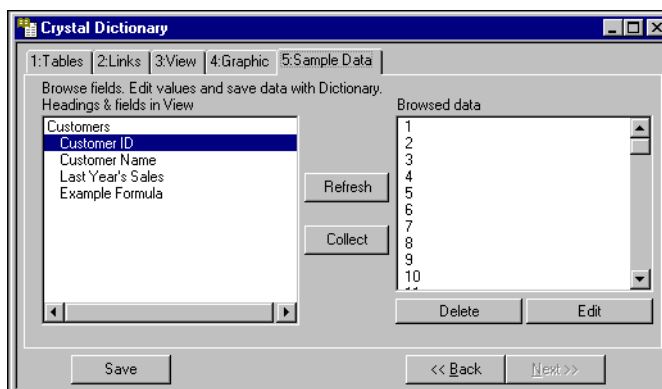 Crystal Dictionary
1:Tables 2:Links 3:View 4:Graphic 5:Sample Data
Browse fields. Edit values and save data with Dictionary.
Headings & fields in View
Browsed data
Customers
Customer ID
Customer Name
Last Year's Sales
Example Formula
Refresh
Collect
1
2
3
4
5
6
7
8
9
10
Delete
Edit
Save
<< Back
Next >>